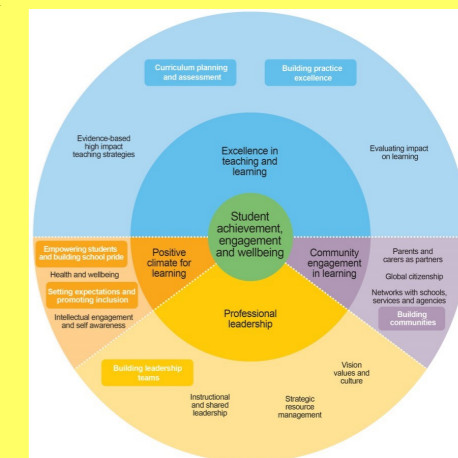 Curriculum planning
and assessment
Building practice
excellence
Evidence-based
high impact
teaching strategies
Evaluating impact
on learning
Excellence in
teaching and
learning
Student
achievement,
engagement
and wellbeing
Empowering students
and building school pride
Health and wellbeing
Setting expectations and
promoting inclusion
Intellectual engagement
and self awareness
Positive
climate for
learning
Community
engagement
in learning
Parents and
carers as partners
Global citizenship
Networks with schools,
services and agencies
Building
communities
Professional
leadership
Building leadership
teams
Instructional
and shared
leadership
Strategic
resource
management
Vision
values and
culture